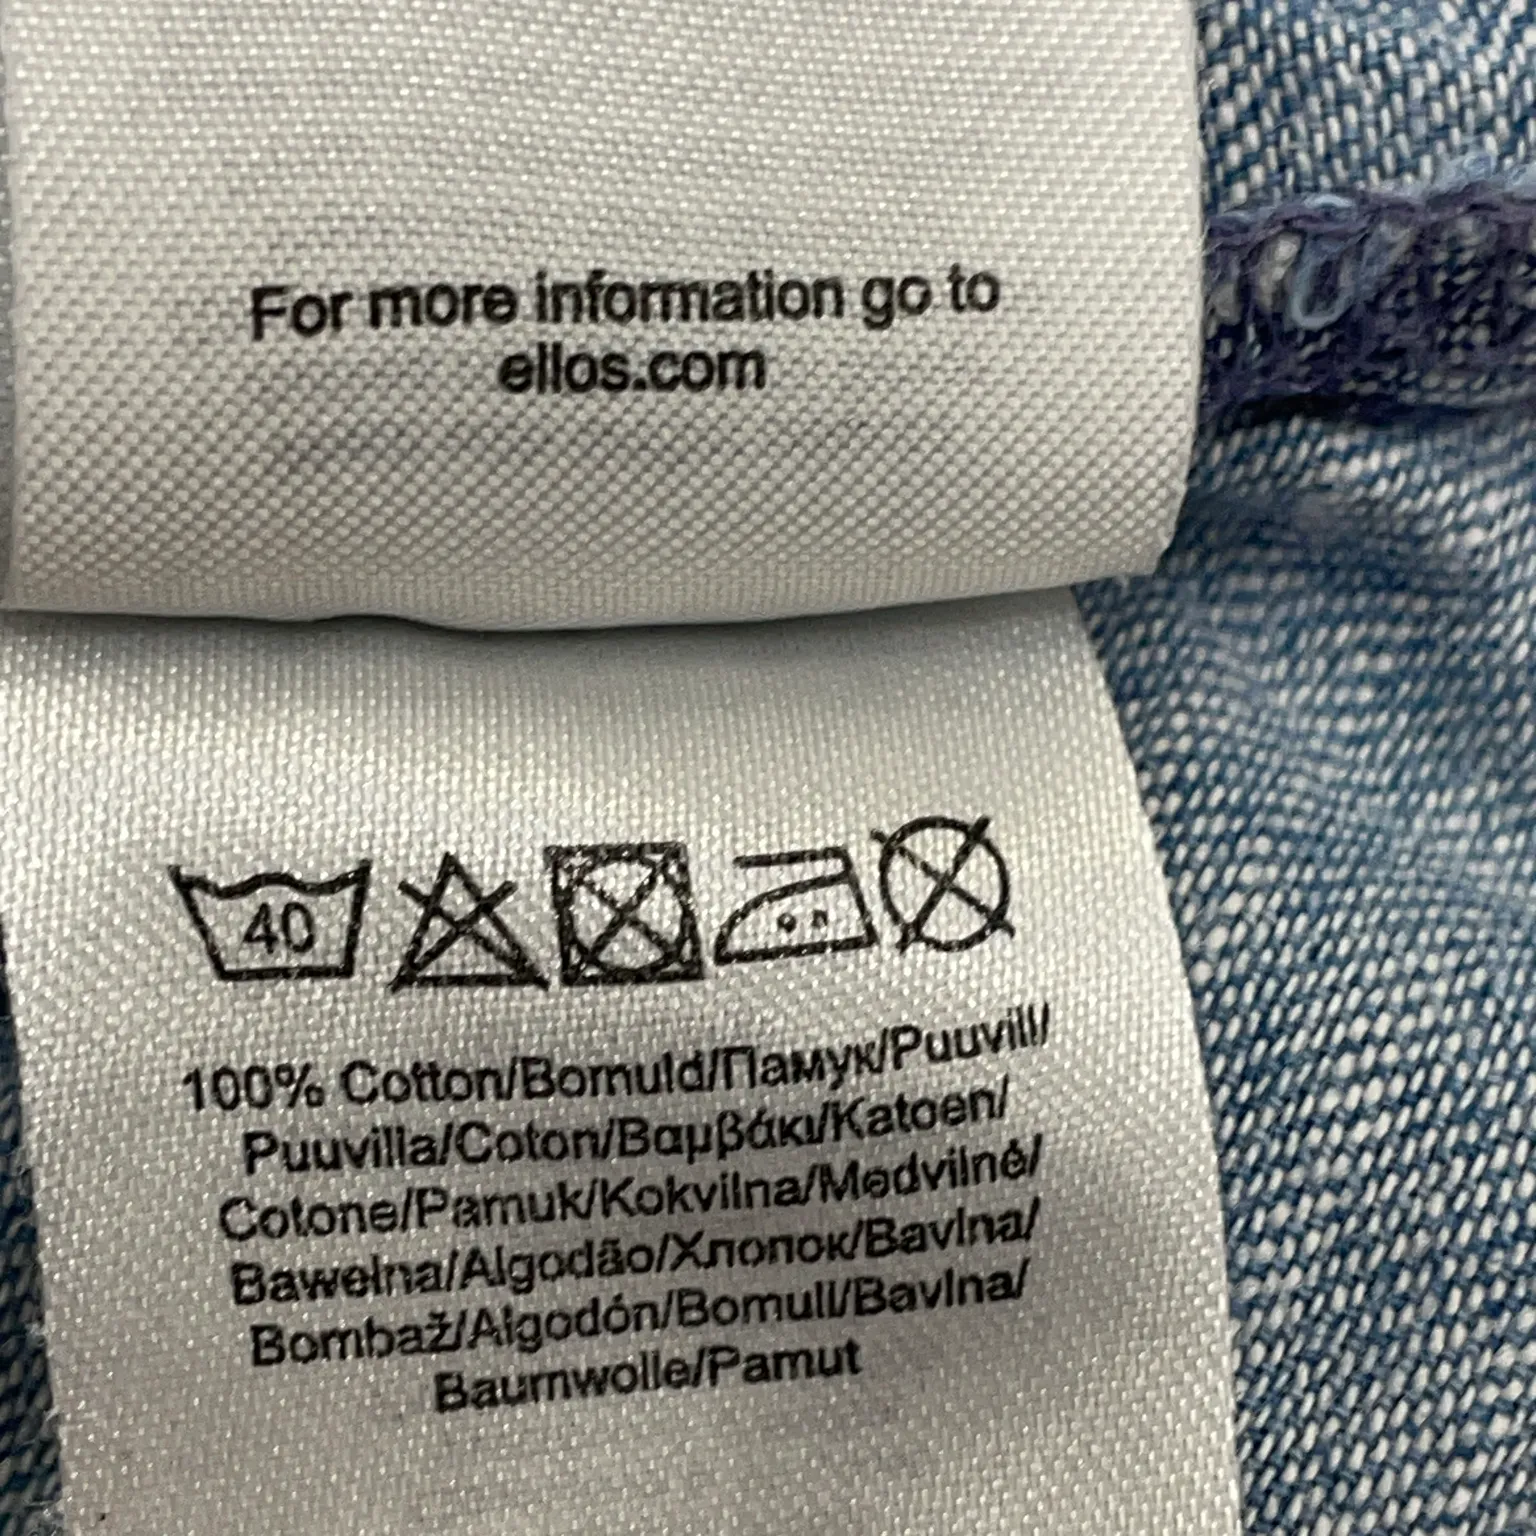 For more information go to
ellos.com
40
100% Cotton/Bomuld/Памук/Puuvill/
Puuvilla/Coton/Βαμβάκι/Katoen/
Cotone/Pamuk/Kokvilna/Medvilnė/
Bawełna/Algodão/Хлопок/Bavlna/
Bombaž/Algodón/Bomull/Bavlna/
Baumwolle/Pamut